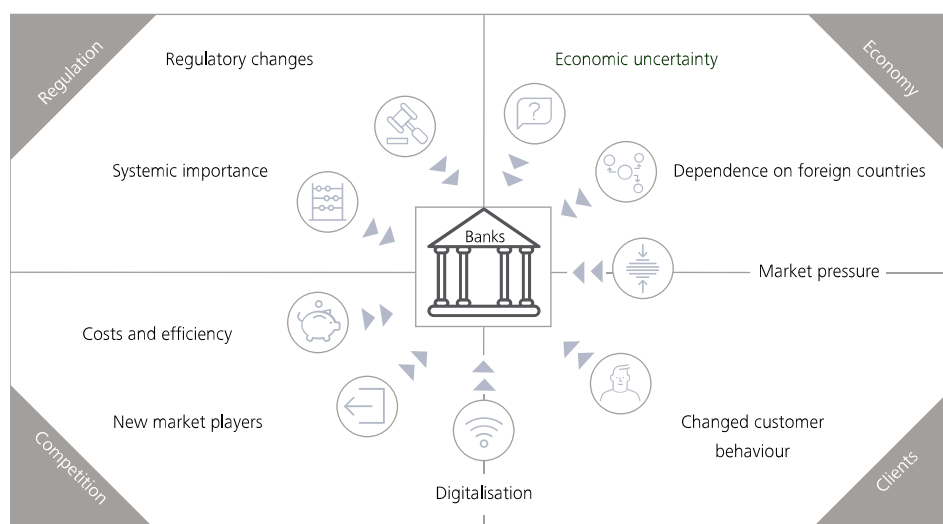 Regulation
Regulatory changes
Economic uncertainty
Economy
?
Systemic importance
Dependence on foreign countries
Banks
Market pressure
Costs and efficiency
New market players
Changed customer
behaviour
Competition
Digitalisation
Clients